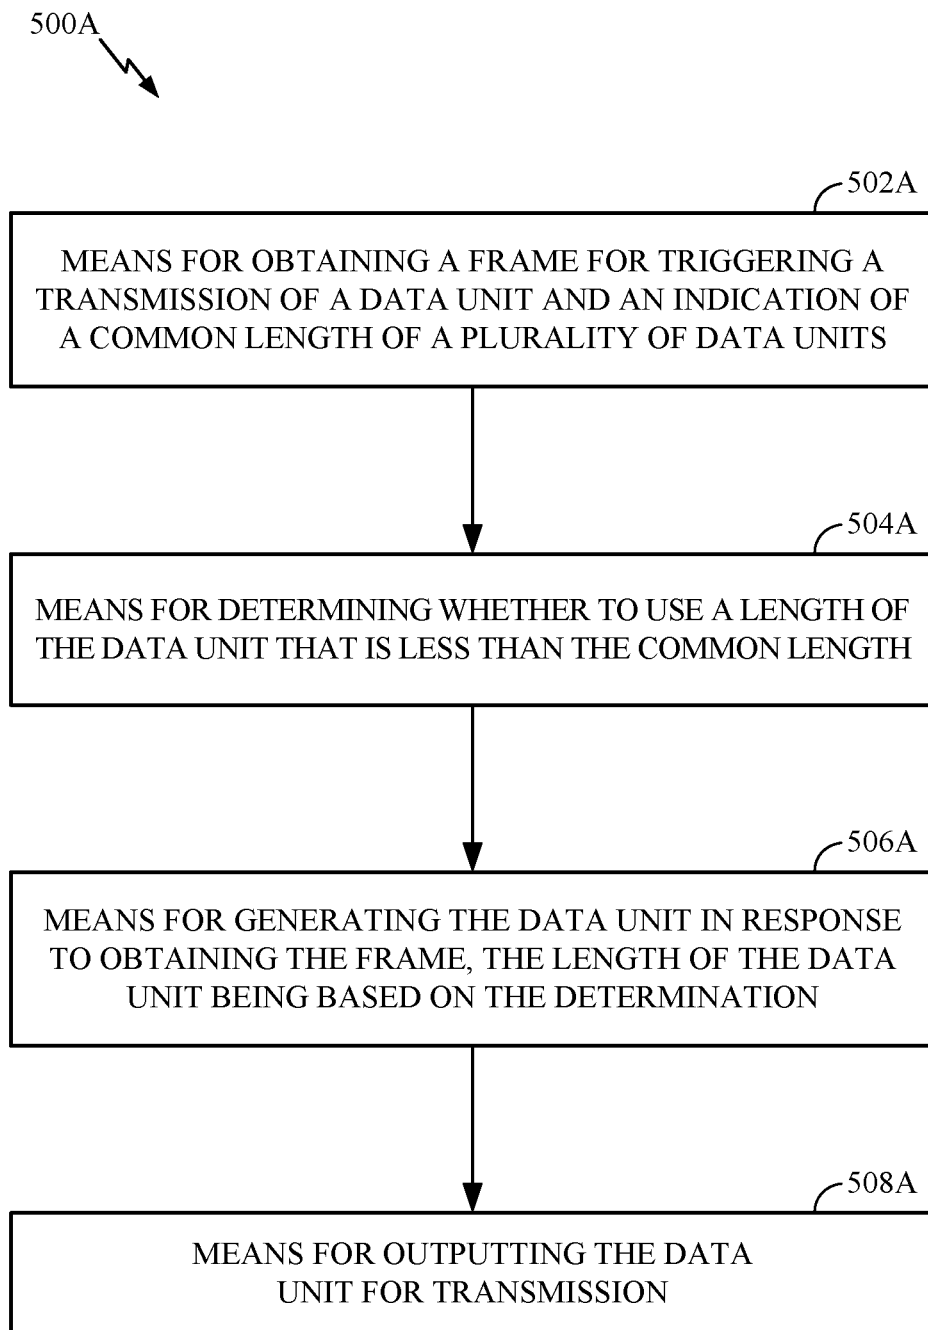 500A
502A
MEANS FOR OBTAINING A FRAME FOR TRIGGERING A
TRANSMISSION OF A DATA UNIT AND AN INDICATION OF
A COMMON LENGTH OF A PLURALITY OF DATA UNITS
504A
MEANS FOR DETERMINING WHETHER TO USE A LENGTH OF
THE DATA UNIT THAT IS LESS THAN THE COMMON LENGTH
506A
MEANS FOR GENERATING THE DATA UNIT IN RESPONSE
TO OBTAINING THE FRAME, THE LENGTH OF THE DATA
UNIT BEING BASED ON THE DETERMINATION
508A
MEANS FOR OUTPUTTING THE DATA
UNIT FOR TRANSMISSION